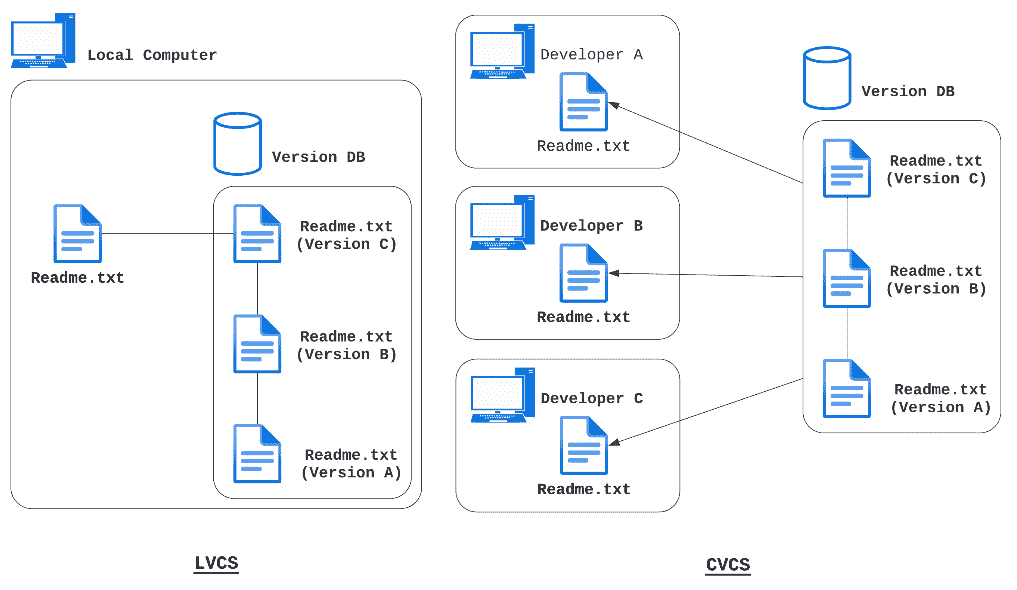 Local Computer
Version DB
Readme.txt
Readme.txt
(Version C)
Readme.txt
(Version B)
Readme.txt
(Version A)
LVCS
Developer A
Readme.txt
Developer B
Readme.txt
Developer C
Readme.txt
Version DB
Readme.txt
(Version C)
Readme.txt
(Version B)
Readme.txt
(Version A)
CVCS